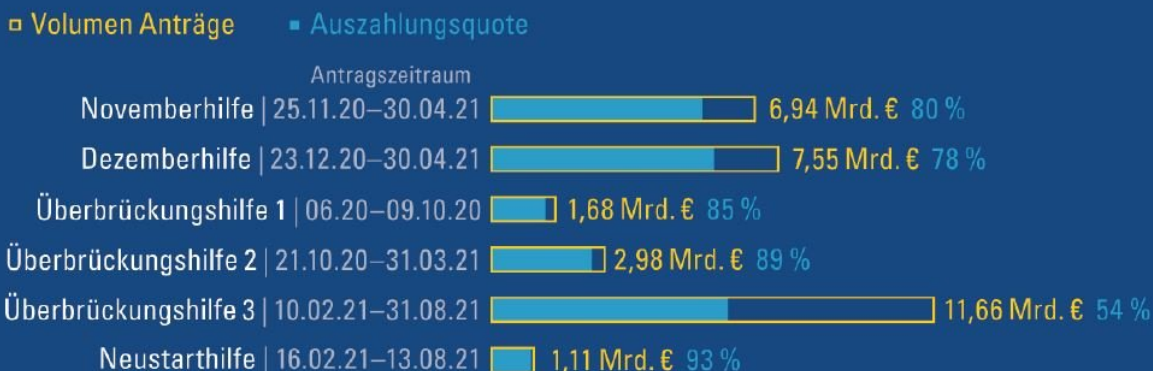 Volumen Anträge Auszahlungsquote
Antragszeitraum
Novemberhilfe | 25.11.20–30.04.21 6,94 Mrd. € 80 %
Dezemberhilfe | 23.12.20–30.04.21 7,55 Mrd. € 78 %
Überbrückungshilfe 1 | 06.20–09.10.20 1,68 Mrd. € 85 %
Überbrückungshilfe 2 | 21.10.20–31.03.21 2,98 Mrd. € 89 %
Überbrückungshilfe 3 | 10.02.21–31.08.21 11,66 Mrd. € 54 %
Neustarthilfe | 16.02.21–13.08.21 1,11 Mrd. € 93 %